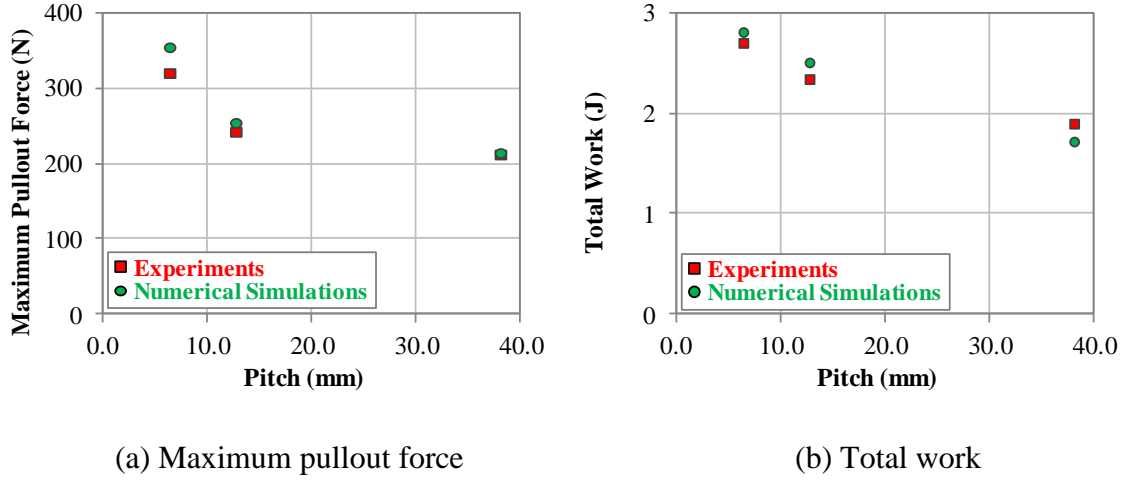 400
300
200
100
0
Maximum Pullout Force (N)
Experiments
Numerical Simulations
0.0 10.0 20.0 30.0 40.0
Pitch (mm)
(a) Maximum pullout force
3
2
1
0
Total Work (J)
Experiments
Numerical Simulations
0.0 10.0 20.0 30.0 40.0
Pitch (mm)
(b) Total work